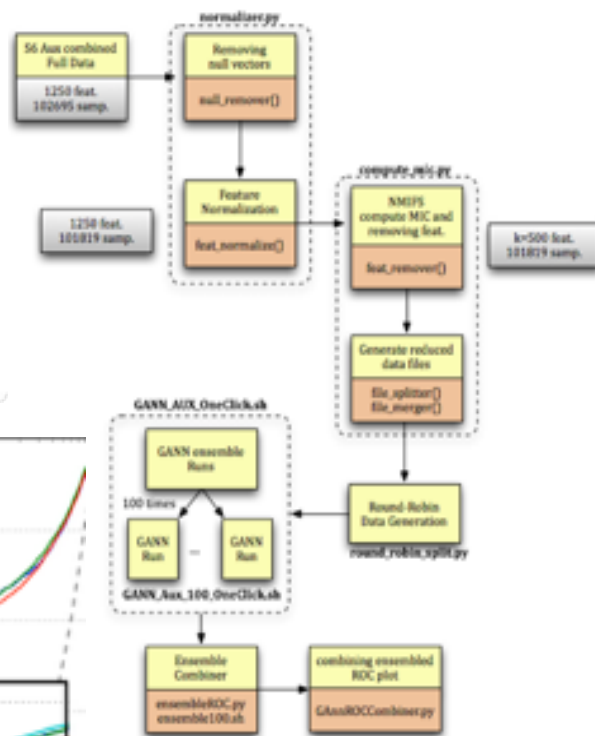 normalizer.py
S6 Aux combined
Full Data
1250 feat.
102695 samp.
Removing
null vectors
null_remover()
Feature
Normalization
feat_normalize()
1250 feat.
101819 samp.
compute_mic.py
NMIFS
compute MIC and
removing feat.
feat_remover()
k=500 feat.
101819 samp.
Generate reduced
data files
file_splitter()
file_merger()
GANN_AUX_OneClick.sh
GANN ensemble
Runs
100 times
GANN
Run
...
GANN
Run
GANN_Aux_100_OneClick.sh
Round-Robin
Data Generation
round_robin_split.py
Ensemble
Combiner
ensembleROC.py
ensemble100.sh
combining ensembled
ROC plot
GAnnROCCombiner.py